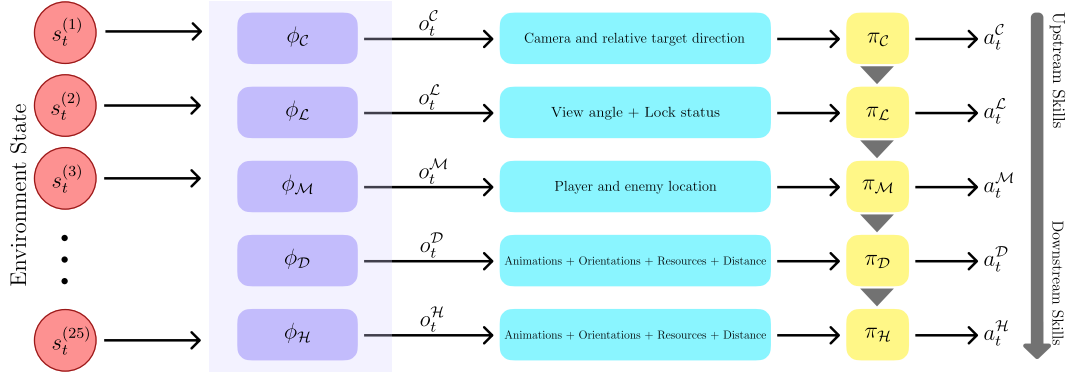 Environment State
s_t^{(1)}
s_t^{(2)}
s_t^{(3)}
s_t^{(25)}
ϕ_𝒞 o_t^𝒞 Camera and relative target direction π_𝒞 a_t^𝒞
ϕ_ℒ o_t^ℒ View angle + Lock status π_ℒ a_t^ℒ
ϕ_ℳ o_t^ℳ Player and enemy location π_ℳ a_t^ℳ
ϕ_𝒟 o_t^𝒟 Animations + Orientations + Resources + Distance π_𝒟 a_t^𝒟
ϕ_ℋ o_t^ℋ Animations + Orientations + Resources + Distance π_ℋ a_t^ℋ
Upstream Skills
Downstream Skills